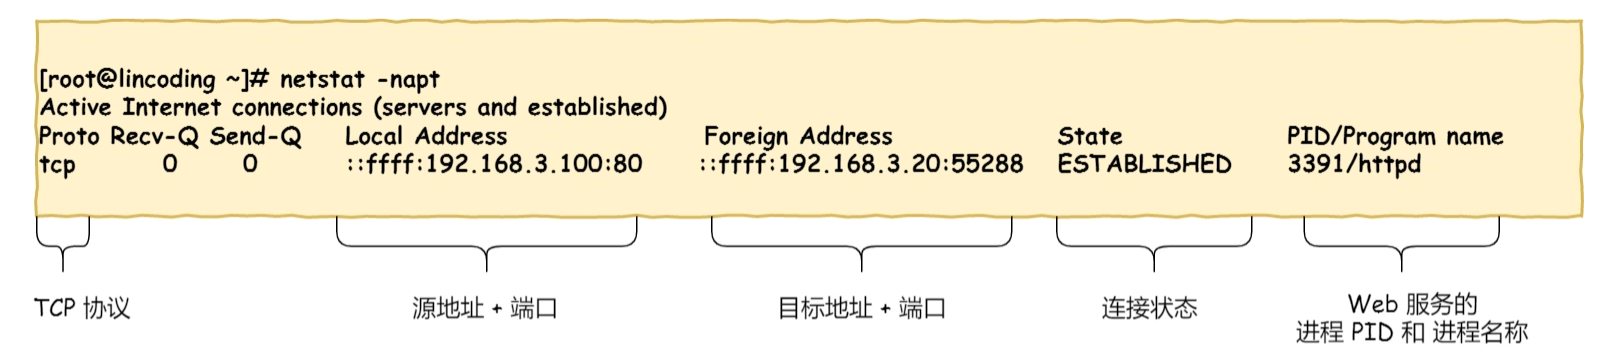 [root@lincoding ~]# netstat -napt
Active Internet connections (servers and established)
Proto Recv-Q Send-Q Local Address Foreign Address State PID/Program name
tcp 0 0 ::ffff:192.168.3.100:80 ::ffff:192.168.3.20:55288 ESTABLISHED 3391/httpd
TCP 协议
源地址 + 端口
目标地址 + 端口
连接状态
Web 服务的
进程 PID 和 进程名称